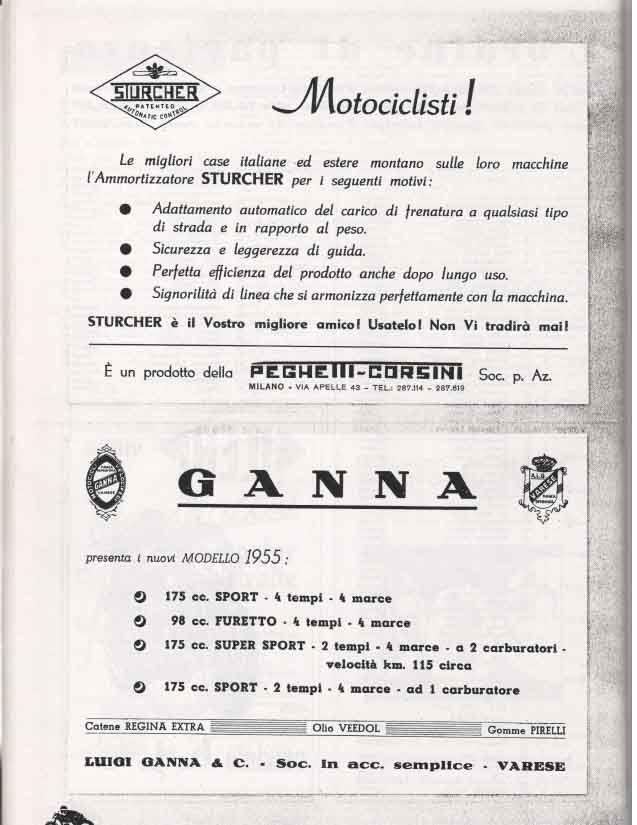 STURCHER
PATENTED
AUTOMATIC CONTROL
Motociclisti!
Le migliori case italiane ed estere montano sulle loro macchine
l'Ammortizzatore STURCHER per i seguenti motivi:
● Adattamento automatico del carico di frenatura a qualsiasi tipo
di strada e in rapporto al peso.
● Sicurezza e leggerezza di guida.
● Perfetta efficienza del prodotto anche dopo lungo uso.
● Signorilità di linea che si armonizza perfettamente con la macchina.
STURCHER è il Vostro migliore amico! Usatelo! Non Vi tradirà mai!
È un prodotto della PEGHETTI-CORSINI Soc. p. Az.
MILANO - VIA APELLE 43 - TEL.: 287.114 - 287.619
GANNA
GANNA
VARESE
presenta i nuovi MODELLO 1955:
175 cc. SPORT - 4 tempi - 4 marce
98 cc. FURETTO - 4 tempi - 4 marce
175 cc. SUPER SPORT - 2 tempi - 4 marce - a 2 carburatori -
velocità km. 115 circa
175 cc. SPORT - 2 tempi - 4 marce - ad 1 carburatore
Catene REGINA EXTRA Olio VEEDOL Gomme PIRELLI
LUIGI GANNA & C. - Soc. in acc. semplice - VARESE